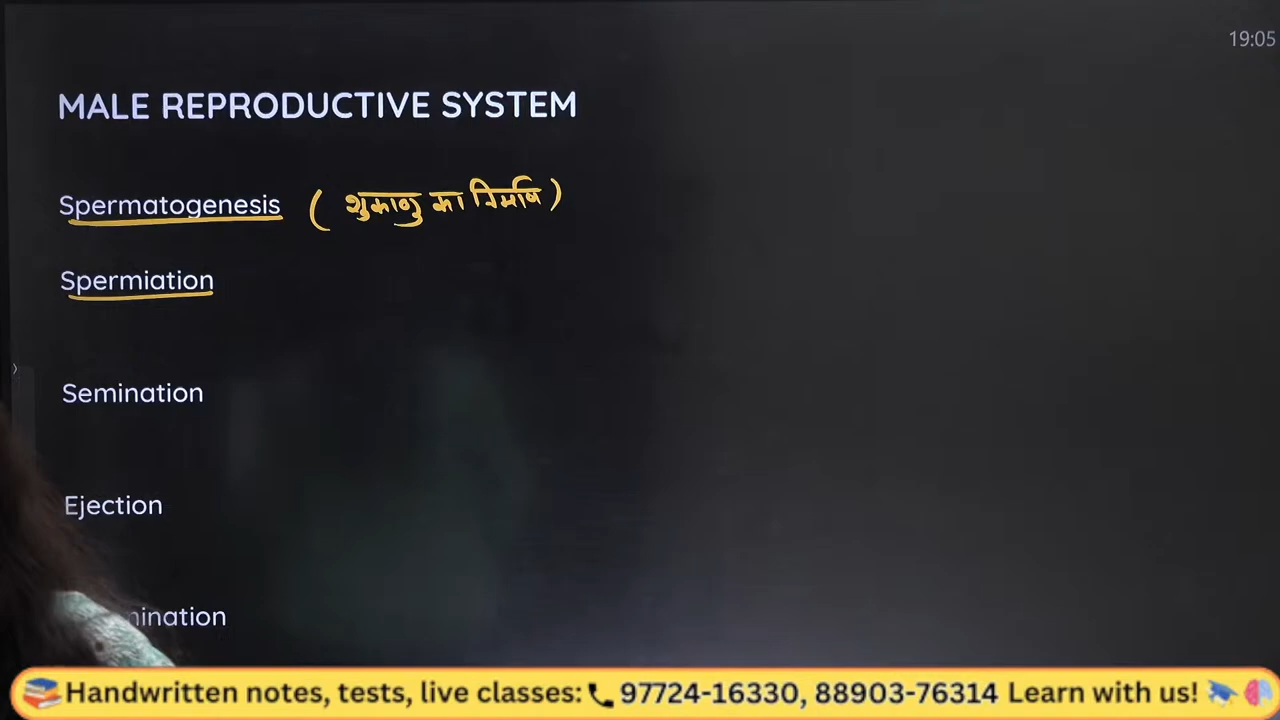 19:05
MALE REPRODUCTIVE SYSTEM
Spermatogenesis ( शुक्राणु का निर्माण )
Spermiation
Semination
Ejection
mination
Handwritten notes, tests, live classes: 97724-16330, 88903-76314 Learn with us!